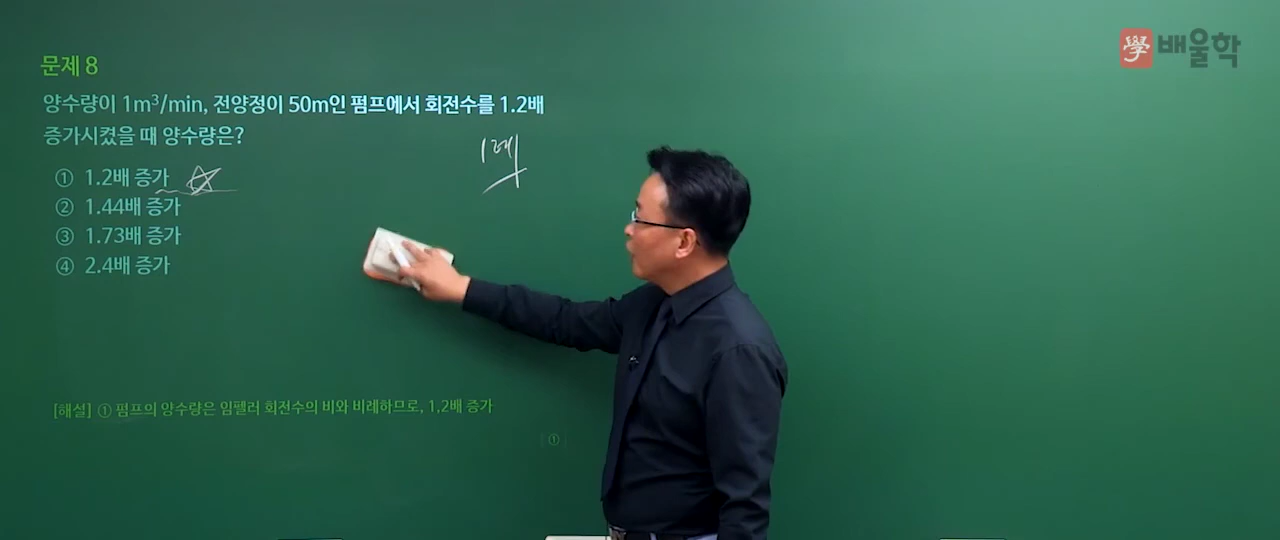 學 배울학
문제 8
양수량이 1m³/min, 전양정이 50m인 펌프에서 회전수를 1.2배
증가시켰을 때 양수량은?
① 1.2배 증가
② 1.44배 증가
③ 1.73배 증가
④ 2.4배 증가
[해설] ① 펌프의 양수량은 임펠러 회전수의 비와 비례하므로, 1,2배 증가
①